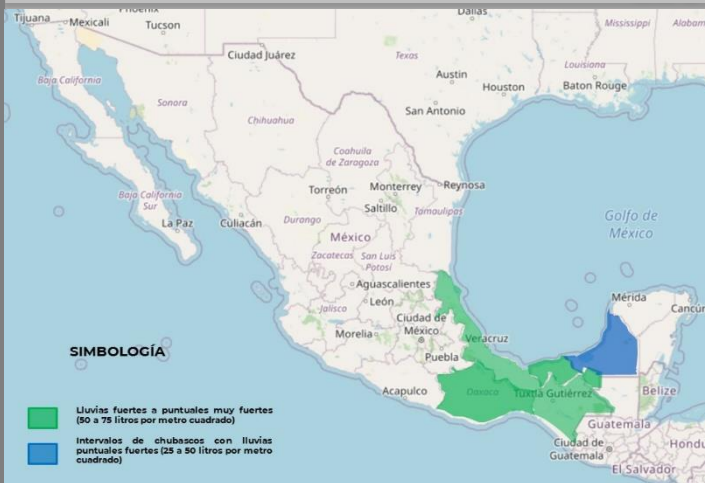 Phoenix
Dallas
Tijuana
Mexicali
Tucson
Mississippi
Alabam
Ciudad Juárez
Texas
Louisiana
Baja California
Austin
Baton Rouge
Sonora
Houston
San Antonio
Chihuahua
Coahuila
de Zaragoza
Torreón
Monterrey
Reynosa
Baja California
Sur
Saltillo
Tamaulipas
La Paz
Culiacán
Durango
Golfo de
México
México
Zacatecas
San Luis
Potosí
Aguascalientes
Mérida
León
Cancún
Jalisco
Ciudad de
México
Morelia
Veracruz
SIMBOLOGÍA
Puebla
Acapulco
Oaxaca
Tuxtla Gutiérrez
Belize
Lluvias fuertes a puntuales muy fuertes
(50 a 75 litros por metro cuadrado)
Guatemala
Intervalos de chubascos con lluvias
puntuales fuertes (25 a 50 litros por metro
cuadrado)
Ciudad de
Guatemala
Hondu
El Salvador